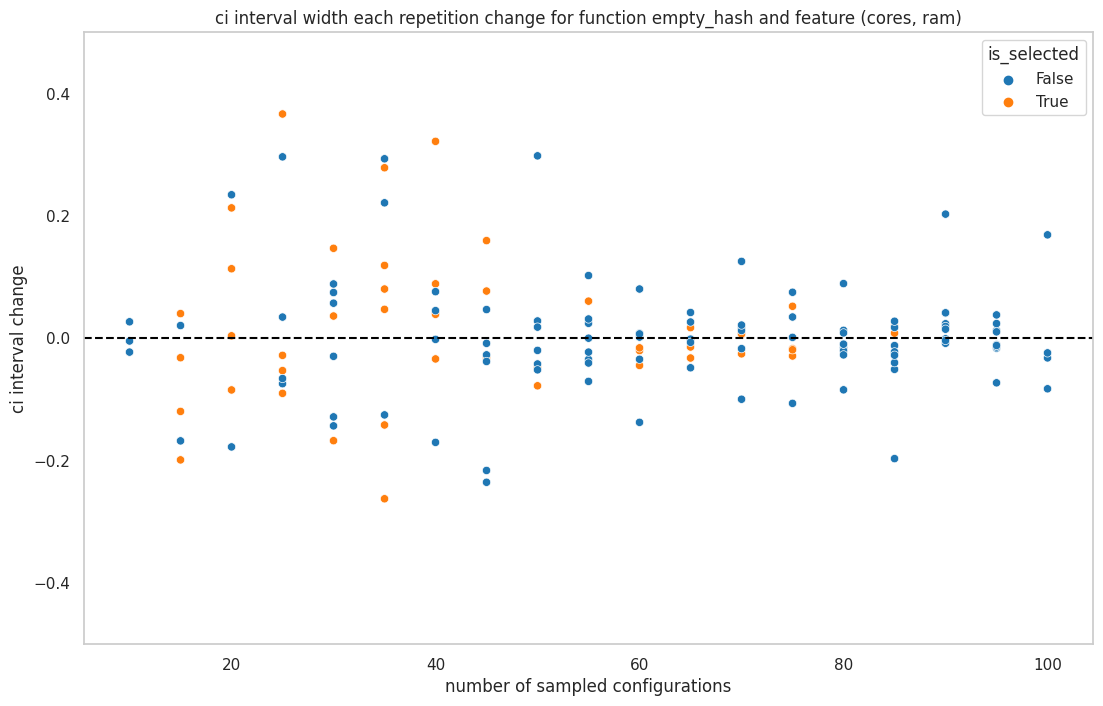 ci interval width each repetition change for function empty_hash and feature (cores, ram)
is_selected
False
True
0.4
0.2
0.0
−0.2
−0.4
ci interval change
20 40 60 80 100
number of sampled configurations